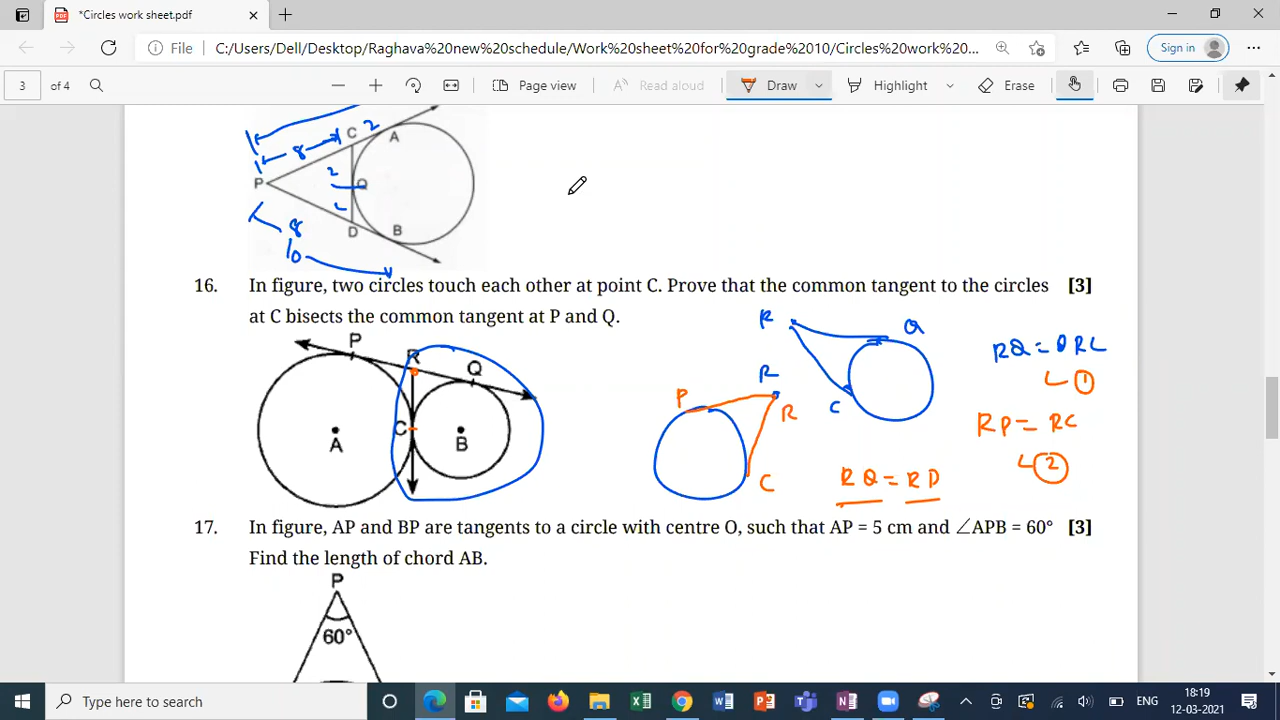 *Circles work sheet.pdf
File
C:/Users/Dell/Desktop/Raghava%20new%20schedule/Work%20sheet%20for%20grade%2010/Circles%20work%20...
Sign in
3 of 4
Page view
Read aloud
Draw
Highlight
Erase
C 2 A
8
P 2 Q
D B
8
10
16. In figure, two circles touch each other at point C. Prove that the common tangent to the circles [3]
at C bisects the common tangent at P and Q.
P R Q
C
A B
R Q
C
RQ = RC
①
P R
R
C
RP = RC
②
RQ = RP
17. In figure, AP and BP are tangents to a circle with centre O, such that AP = 5 cm and ∠APB = 60° [3]
Find the length of chord AB.
P
60°
Type here to search
ENG
18:19
12-03-2021